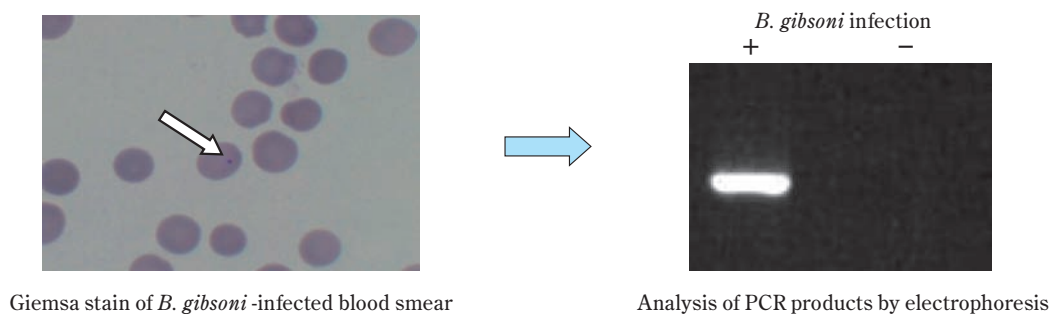 B. gibsoni infection
+ −
Giemsa stain of B. gibsoni -infected blood smear
Analysis of PCR products by electrophoresis